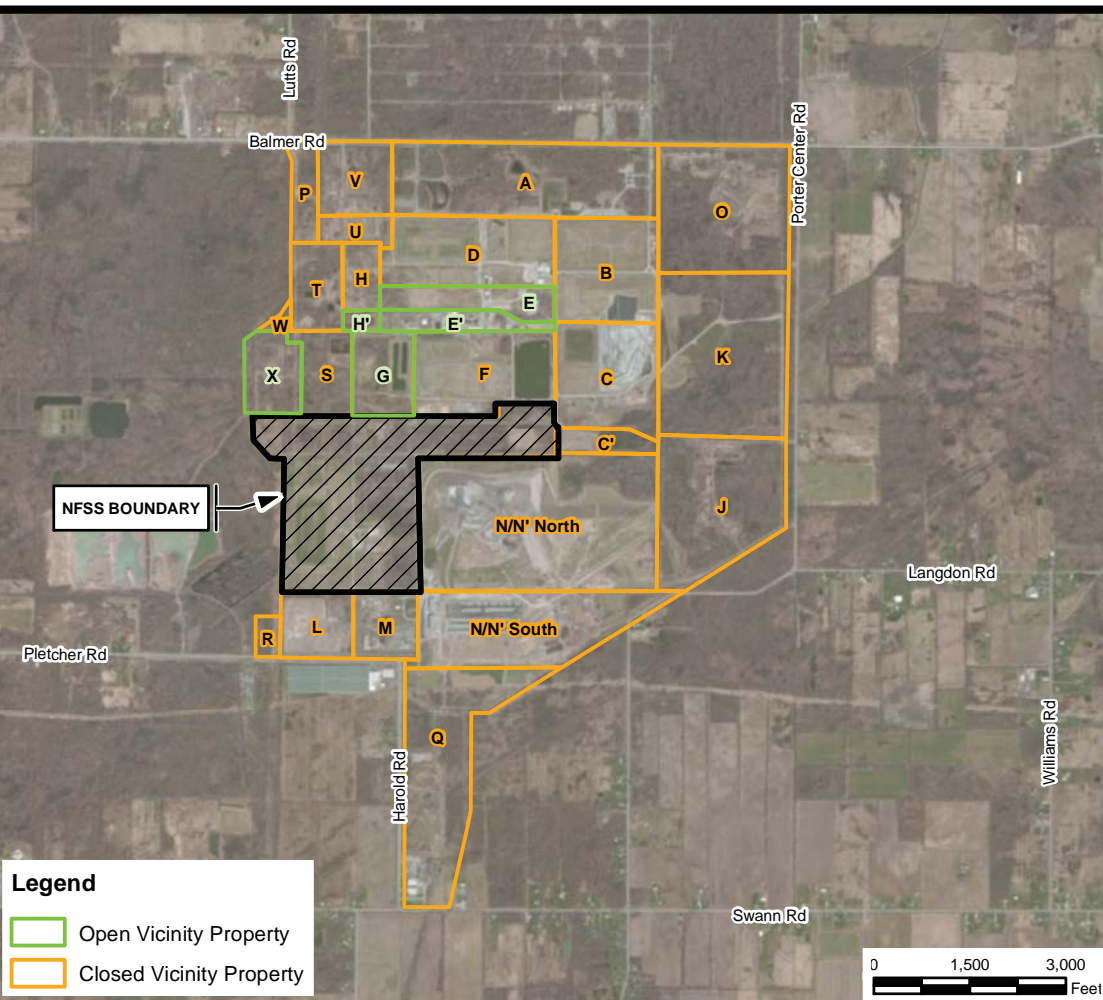 Lutts Rd
Porter Center Rd
Balmer Rd
V
A
P
O
U
D
B
H
T
E
W
H'
E'
K
X
S
G
F
C
C'
NFSS BOUNDARY
J
N/N' North
Langdon Rd
R
L
M
N/N' South
Pletcher Rd
Q
Williams Rd
Harold Rd
Legend
Open Vicinity Property
Closed Vicinity Property
Swann Rd
0 1,500 3,000
Feet